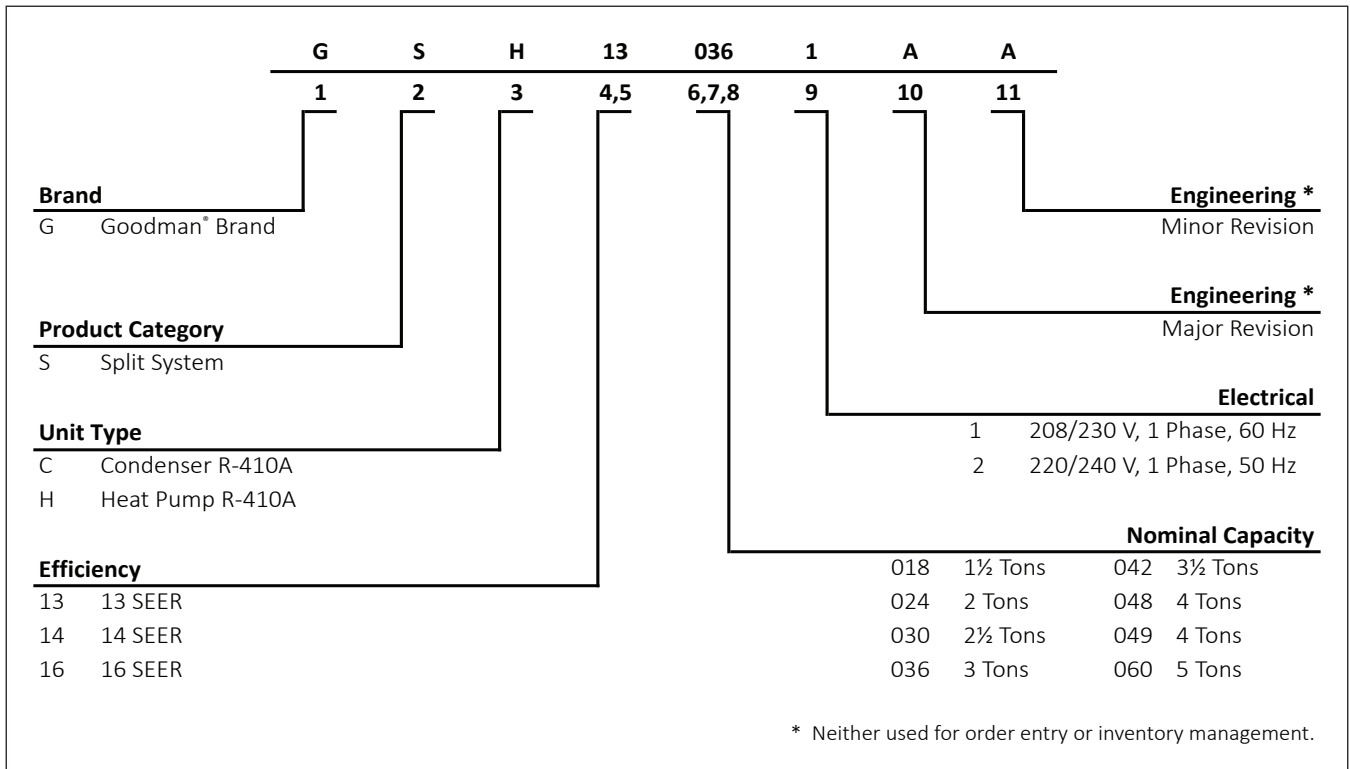 G S H 13 036 1 A A
1 2 3 4,5 6,7,8 9 10 11
Brand
G Goodman® Brand
Product Category
S Split System
Unit Type
C Condenser R-410A
H Heat Pump R-410A
Efficiency
13 13 SEER
14 14 SEER
16 16 SEER
Engineering *
Minor Revision
Engineering *
Major Revision
Electrical
1 208/230 V, 1 Phase, 60 Hz
2 220/240 V, 1 Phase, 50 Hz
Nominal Capacity
018 1½ Tons 042 3½ Tons
024 2 Tons 048 4 Tons
030 2½ Tons 049 4 Tons
036 3 Tons 060 5 Tons
* Neither used for order entry or inventory management.